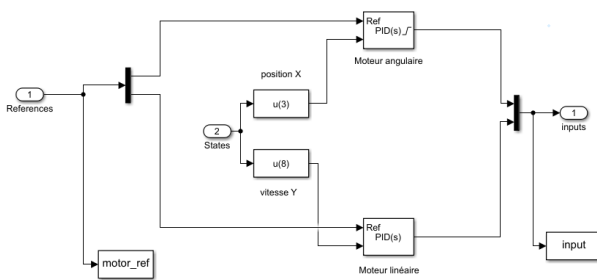 Ref
PID(s)
Moteur angulaire
position X
1
References
u(3)
1
inputs
2
States
u(8)
vitesse Y
Ref
PID(s)
motor_ref
input
Moteur linéaire